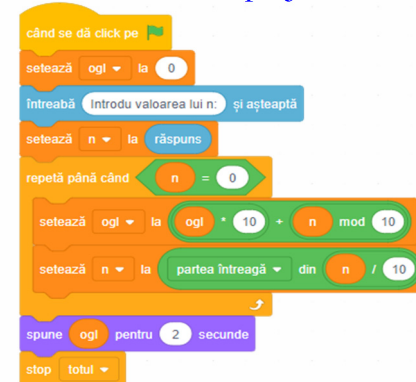 când se dă click pe
setează ogl la 0
întreabă Introdu valoarea lui n: și așteaptă
setează n la răspuns
repetă până când n = 0
setează ogl la ogl * 10 + n mod 10
setează n la partea întreagă din n / 10
spune ogl pentru 2 secunde
stop totul